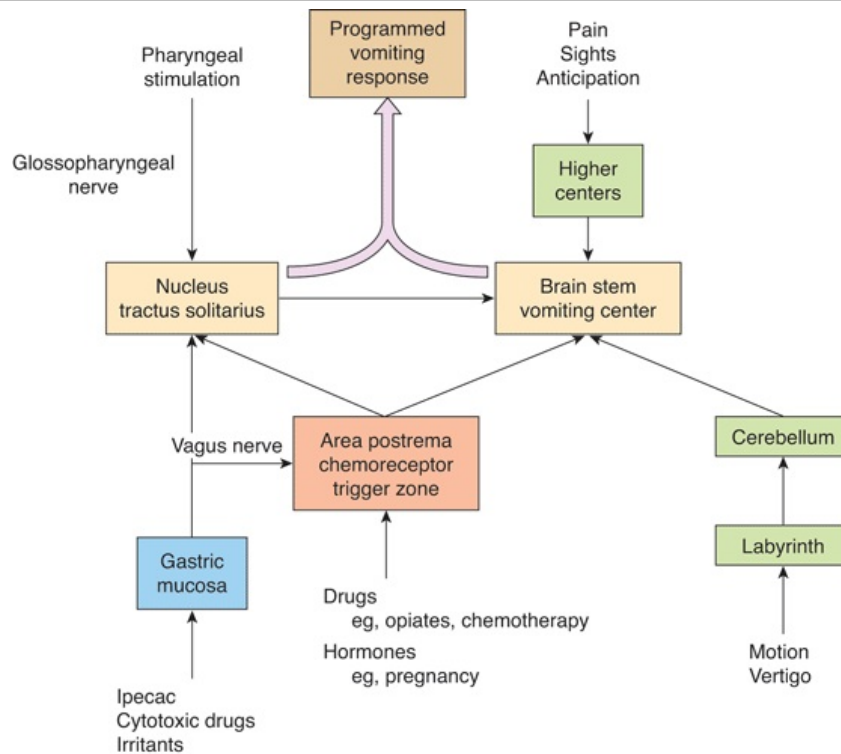 Programmed
vomiting
response
Pharyngeal
stimulation
Pain
Sights
Anticipation
Glossopharyngeal
nerve
Higher
centers
Nucleus
tractus solitarius
Brain stem
vomiting center
Vagus nerve
Area postrema
chemoreceptor
trigger zone
Cerebellum
Gastric
mucosa
Labyrinth
Drugs
eg, opiates, chemotherapy
Hormones
eg, pregnancy
Motion
Vertigo
Ipecac
Cytotoxic drugs
Irritants